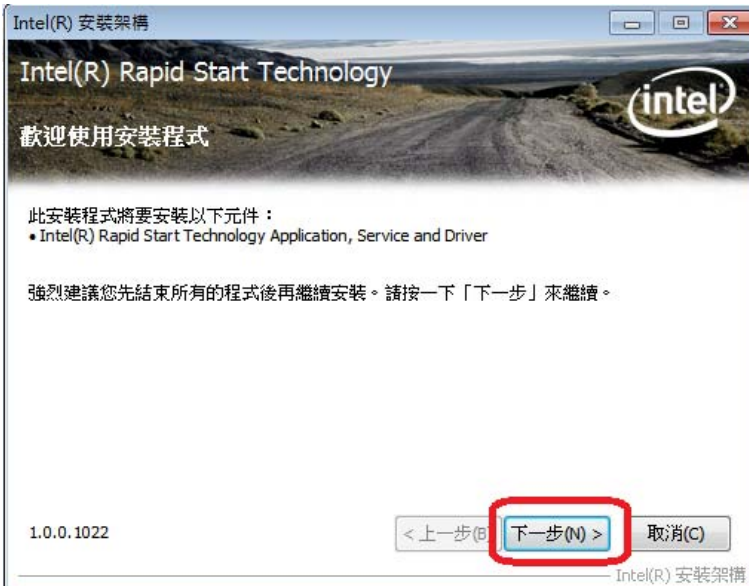 Intel(R) 安裝架構
Intel(R) Rapid Start Technology
intel
歡迎使用安裝程式
此安裝程式將要安裝以下元件：
• Intel(R) Rapid Start Technology Application, Service and Driver
強烈建議您先結束所有的程式後再繼續安裝。請按一下「下一步」來繼續。
1.0.0.1022
< 上一步(B 下一步(N) > 取消(C)
Intel(R) 安裝架構